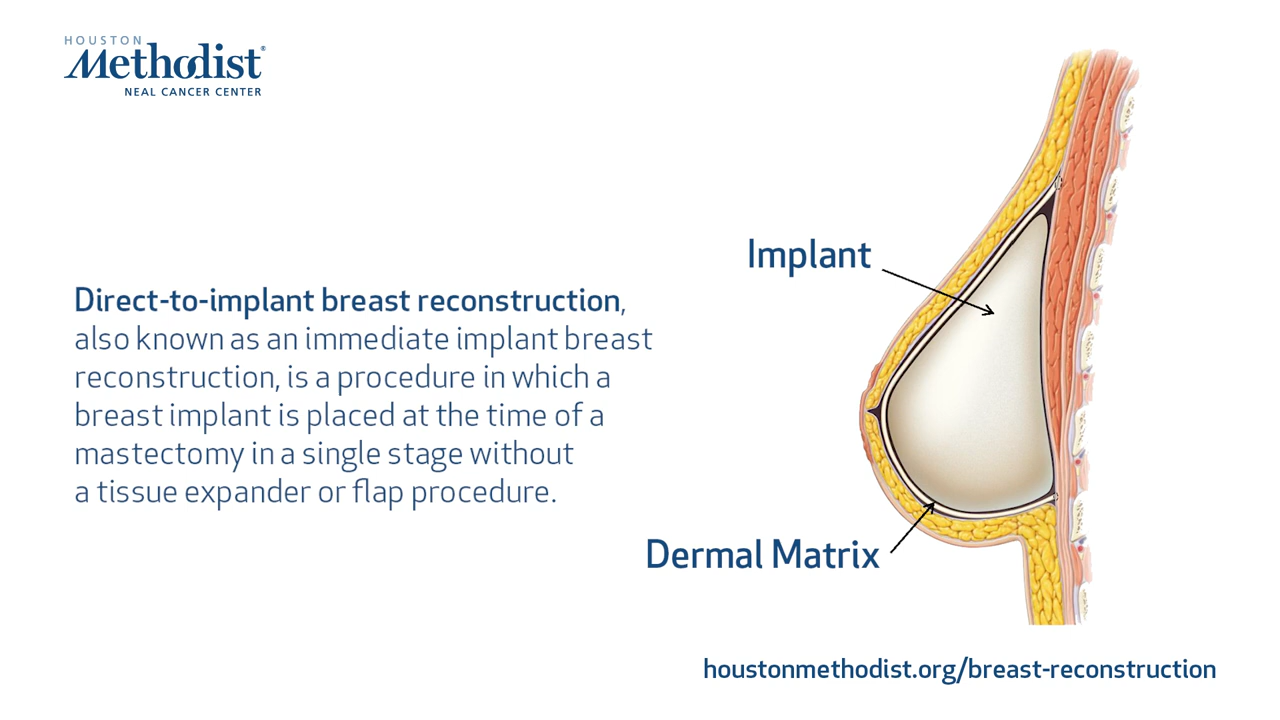 HOUSTON
Methodist®
NEAL CANCER CENTER
Implant
Direct-to-implant breast reconstruction,
also known as an immediate implant breast
reconstruction, is a procedure in which a
breast implant is placed at the time of a
mastectomy in a single stage without
a tissue expander or flap procedure.
Dermal Matrix
houstonmethodist.org/breast-reconstruction